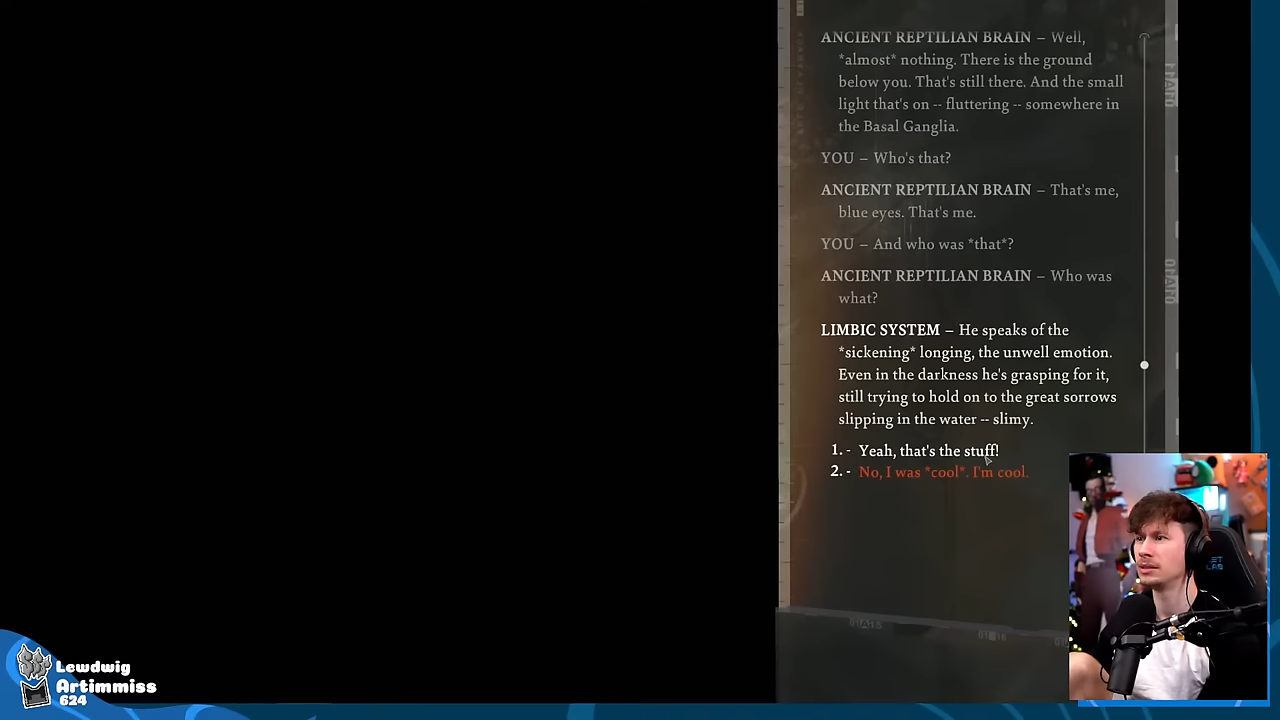 ANCIENT REPTILIAN BRAIN – Well,
*almost* nothing. There is the ground
below you. That's still there. And the small
light that's on -- fluttering -- somewhere in
the Basal Ganglia.
YOU – Who's that?
ANCIENT REPTILIAN BRAIN – That's me,
blue eyes. That's me.
YOU – And who was *that*?
ANCIENT REPTILIAN BRAIN – Who was
what?
LIMBIC SYSTEM – He speaks of the
*sickening* longing, the unwell emotion.
Even in the darkness he's grasping for it,
still trying to hold on to the great sorrows
slipping in the water -- slimy.
1. - Yeah, that's the stuff!
2. - No, I was *cool*. I'm cool.
Lewdwig
Artimmiss
624